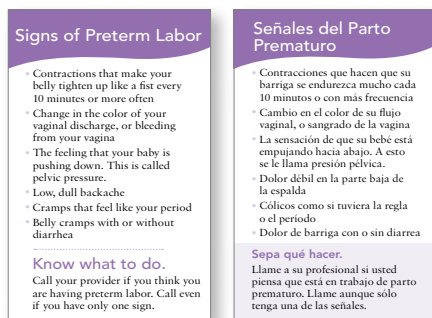 Signs of Preterm Labor
• Contractions that make your
belly tighten up like a fist every
10 minutes or more often
• Change in the color of your
vaginal discharge, or bleeding
from your vagina
• The feeling that your baby is
pushing down. This is called
pelvic pressure.
• Low, dull backache
• Cramps that feel like your period
• Belly cramps with or without
diarrhea
Know what to do.
Call your provider if you think you
are having preterm labor. Call even
if you have only one sign.
Señales del Parto
Prematuro
• Contracciones que hacen que su
barriga se endurezca mucho cada
10 minutos o con más frecuencia
• Cambio en el color de su flujo
vaginal, o sangrado de la vagina
• La sensación de que su bebé está
empujando hacia abajo. A esto
se le llama presión pélvica.
• Dolor débil en la parte baja de
la espalda
• Cólicos como si tuviera la regla
o el período
• Dolor de barriga con o sin diarrea
Sepa qué hacer.
Llame a su profesional si usted
piensa que está en trabajo de parto
prematuro. Llame aunque sólo
tenga una de las señales.